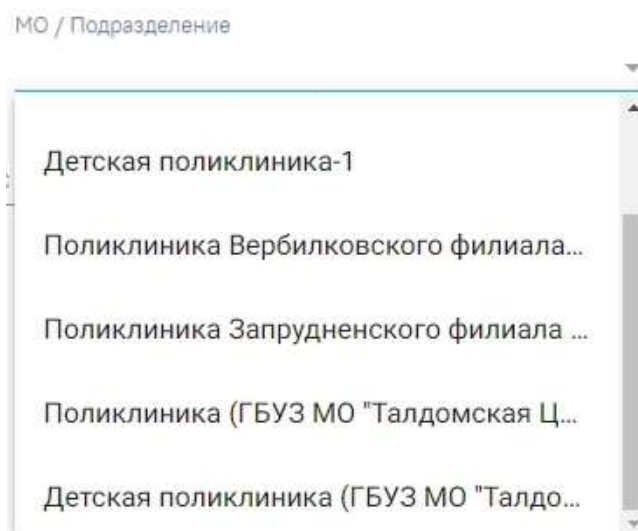 МО / Подразделение
Детская поликлиника-1
Поликлиника Вербилковского филиала...
Поликлиника Запрудненского филиала ...
Поликлиника (ГБУЗ МО "Талдомская Ц...
Детская поликлиника (ГБУЗ МО "Талдо...